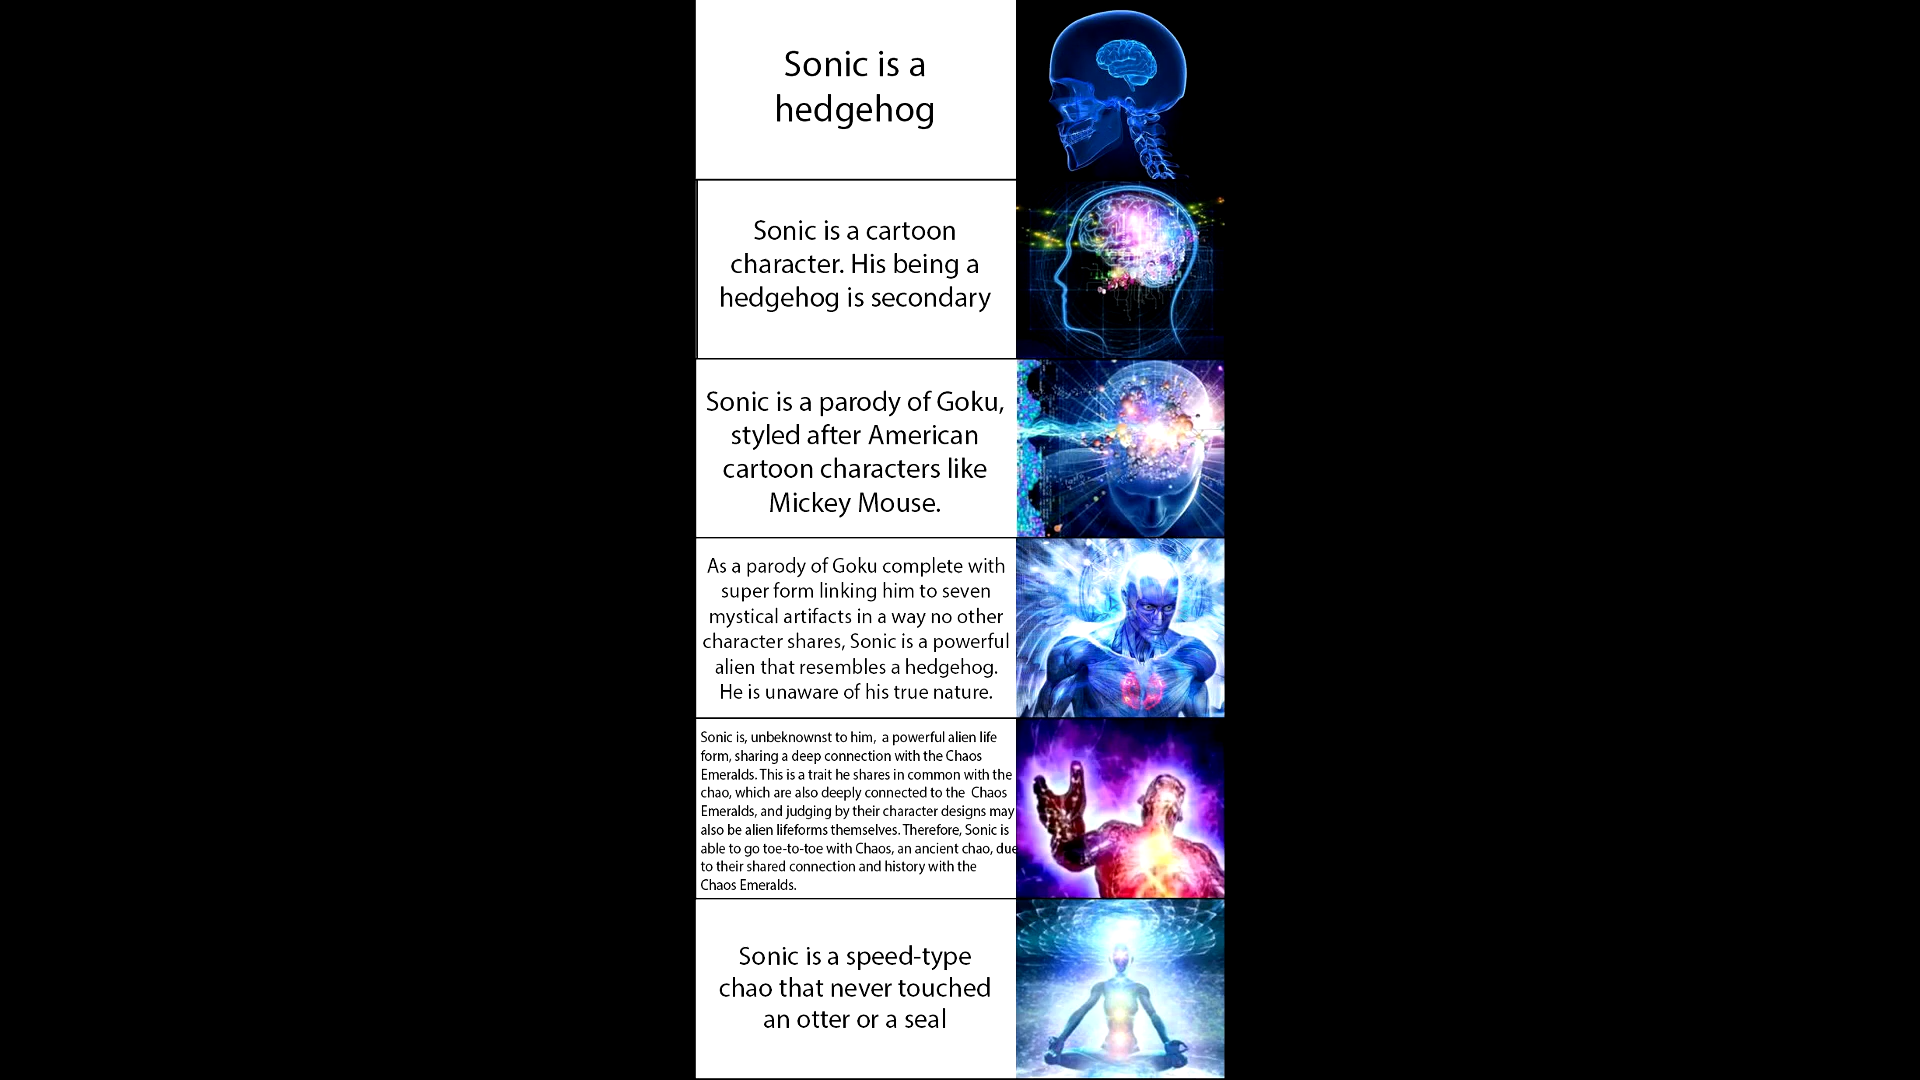 Sonic is a
hedgehog
Sonic is a cartoon
character. His being a
hedgehog is secondary
Sonic is a parody of Goku,
styled after American
cartoon characters like
Mickey Mouse.
As a parody of Goku complete with
super form linking him to seven
mystical artifacts in a way no other
character shares, Sonic is a powerful
alien that resembles a hedgehog.
He is unaware of his true nature.
Sonic is, unbeknownst to him, a powerful alien life
form, sharing a deep connection with the Chaos
Emeralds. This is a trait he shares in common with the
chao, which are also deeply connected to the Chaos
Emeralds, and judging by their character designs may
also be alien lifeforms themselves. Therefore, Sonic is
able to go toe-to-toe with Chaos, an ancient chao, due
to their shared connection and history with the
Chaos Emeralds.
Sonic is a speed-type
chao that never touched
an otter or a seal